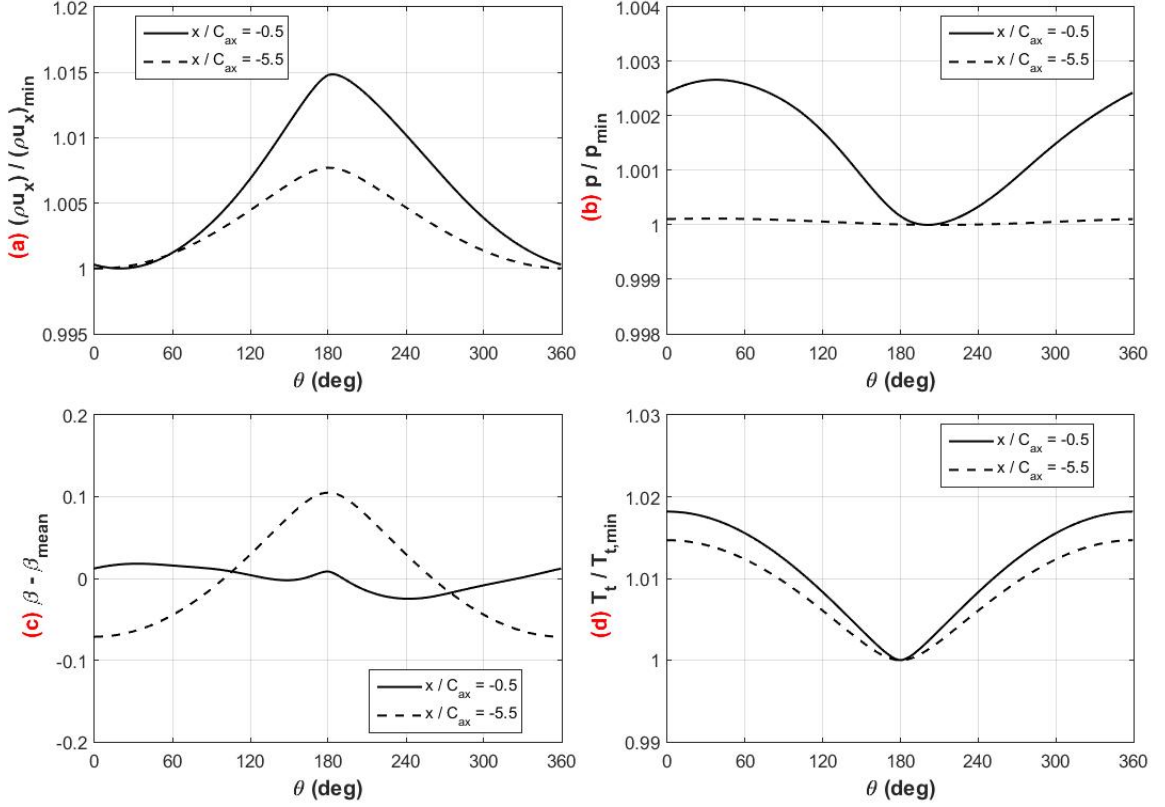 1.02
1.015
1.01
1.005
1
0.995
(a) (ρu_x) / (ρu_x)_min
x / C_ax = -0.5
x / C_ax = -5.5
0 60 120 180 240 300 360
θ (deg)
1.004
1.003
1.002
1.001
1
0.999
0.998
(b) p / p_min
x / C_ax = -0.5
x / C_ax = -5.5
0 60 120 180 240 300 360
θ (deg)
0.2
0.1
0
-0.1
-0.2
(c) β - β_mean
x / C_ax = -0.5
x / C_ax = -5.5
0 60 120 180 240 300 360
θ (deg)
1.03
1.02
1.01
1
0.99
(d) T_t / T_t,min
x / C_ax = -0.5
x / C_ax = -5.5
0 60 120 180 240 300 360
θ (deg)